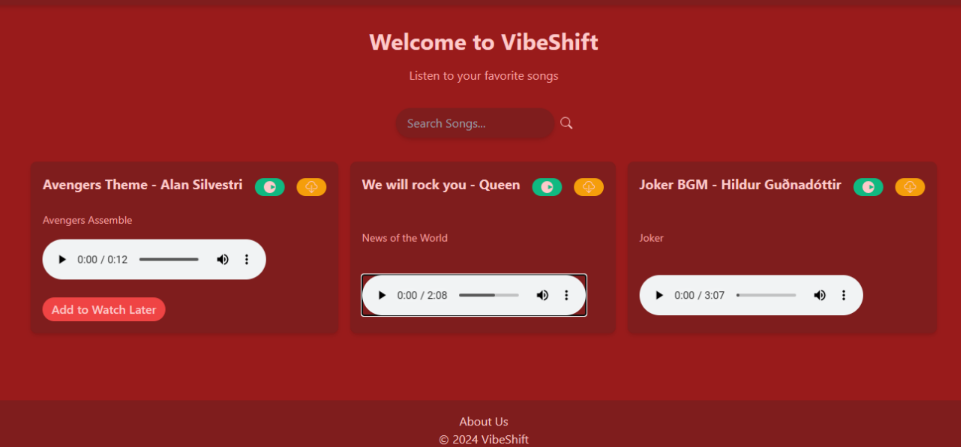 Welcome to VibeShift
Listen to your favorite songs
Search Songs...
Avengers Theme - Alan Silvestri
Avengers Assemble
0:00 / 0:12
Add to Watch Later
We will rock you - Queen
News of the World
0:00 / 2:08
Joker BGM - Hildur Guðnadóttir
Joker
0:00 / 3:07
About Us
© 2024 VibeShift